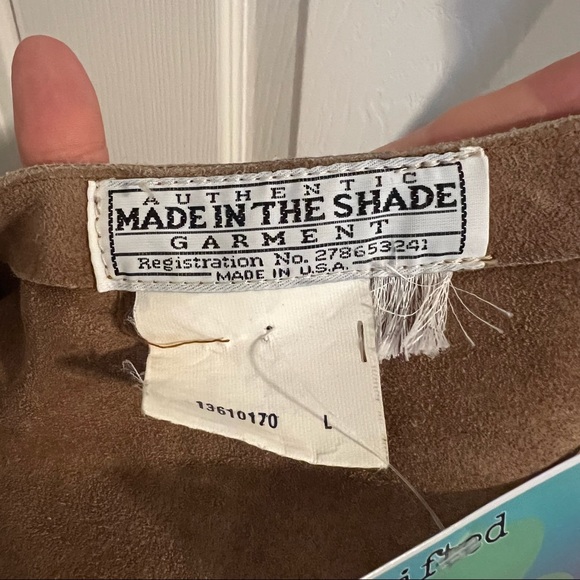 AUTHENTIC
MADE IN THE SHADE
GARMENT
Registration No. 278653241
MADE IN U.S.A.
13610170 L